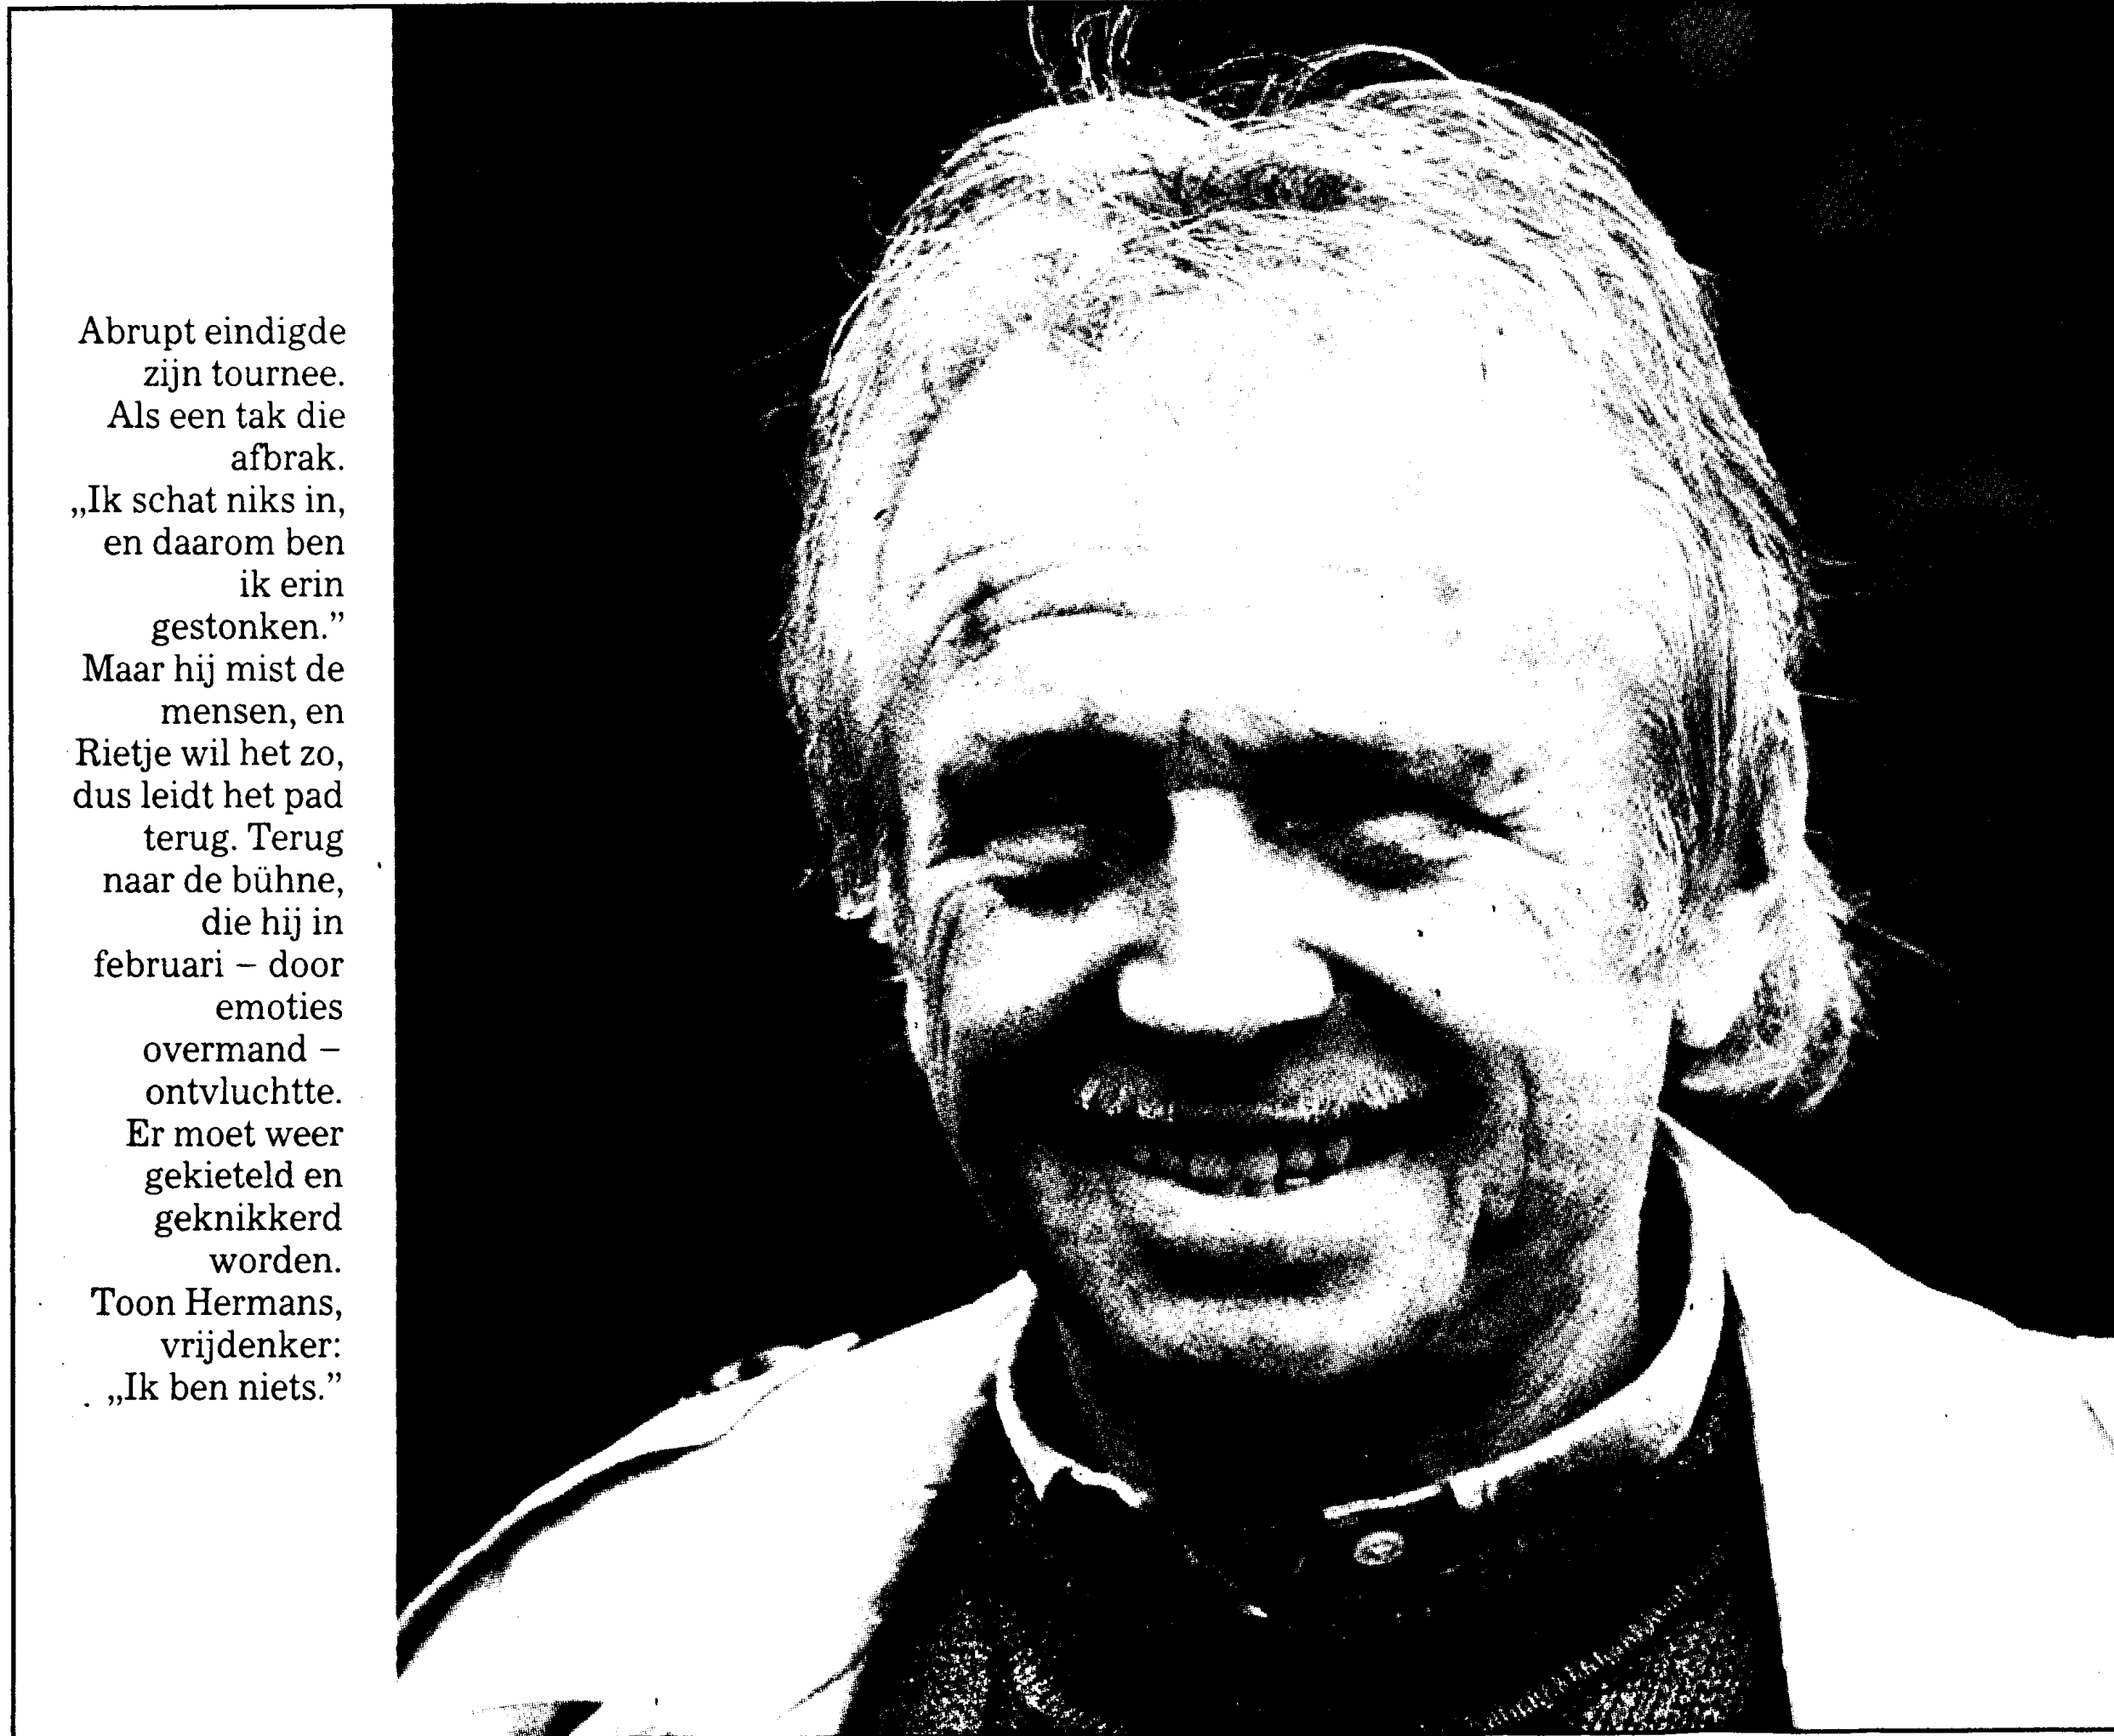 Abrupt eindigde
zijn tournee.
Als een tak die
afbrak.
„Ik schat niks in,
en daarom ben
ik erin
gestonken.”
Maar hij mist de
mensen, en
Rietje wil het zo,
dus leidt het pad
terug. Terug
naar de bühne,
die hij in
februari – door
emoties
overmand –
ontvluchtte.
Er moet weer
gekieteld en
geknikkerd
worden.
Toon Hermans,
vrijdenker:
„Ik ben niets.”